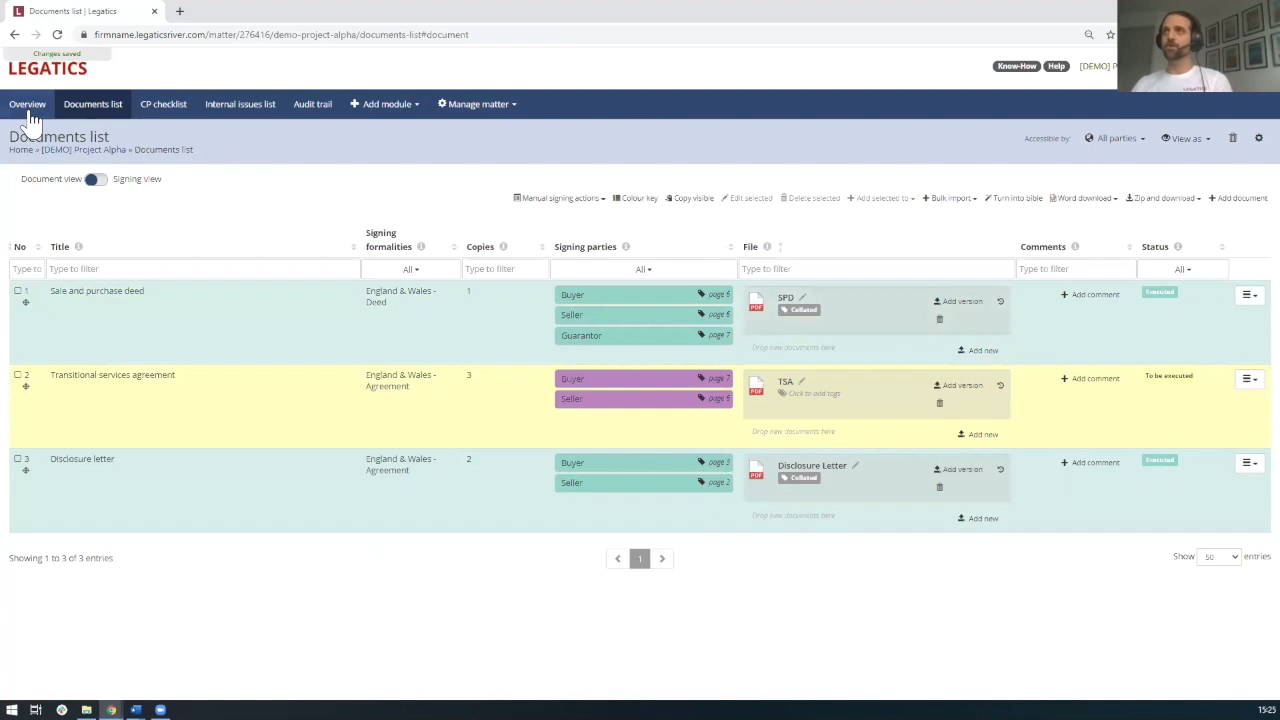 Documents list | Legatics
firmname.legaticsriver.com/matter/276416/demo-project-alpha/documents-list#document
Changes saved
LEGATICS
Know-How Help [DEMO] P
Overview Documents list CP checklist Internal issues list Audit trail Add module Manage matter
Documents list
Home » [DEMO] Project Alpha » Documents list
Accessible by: All parties View as
Document view Signing view
Manual signing actions Colour key Copy visible Edit selected Delete selected Add selected to Bulk import Turn into bible Word download Zip and download Add document
No Title Signing formalities Copies Signing parties File Comments Status
Type to Type to filter All Type to filter All Type to filter Type to filter All
1 Sale and purchase deed England & Wales - Deed 1
Buyer page 6
Seller page 6
Guarantor page 7
PDF SPD Add version
Collated
Drop new documents here Add new
Add comment Executed
2 Transitional services agreement England & Wales - Agreement 3
Buyer page 7
Seller page 6
PDF TSA Add version
Click to add tags
Drop new documents here Add new
Add comment To be executed
3 Disclosure letter England & Wales - Agreement 2
Buyer page 3
Seller page 2
PDF Disclosure Letter Add version
Collated
Drop new documents here Add new
Add comment Executed
Showing 1 to 3 of 3 entries 1 Show 50 entries
LEGATICS
15:25